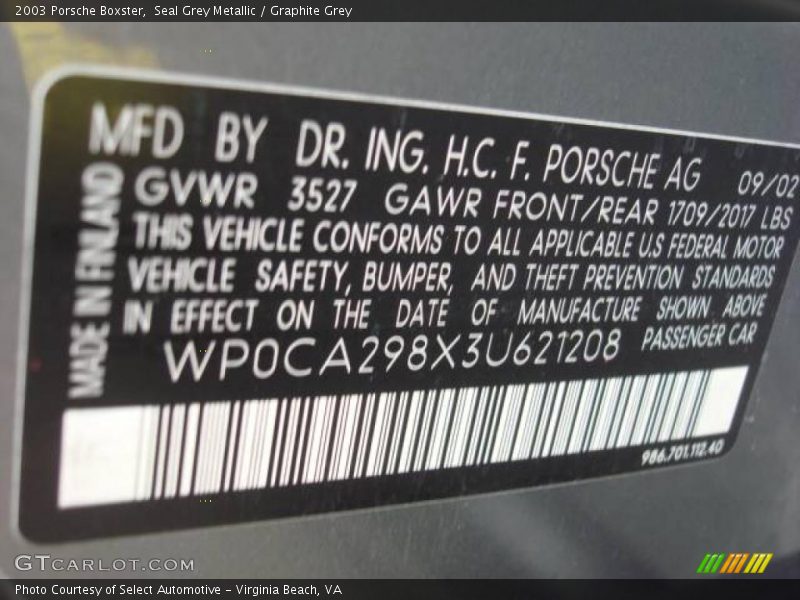 2003 Porsche Boxster,  Seal Grey Metallic / Graphite Grey
MFD BY DR. ING. H.C. F. PORSCHE AG 09/02
GVWR 3527 GAWR FRONT/REAR 1709/2017 LBS
THIS VEHICLE CONFORMS TO ALL APPLICABLE U.S FEDERAL MOTOR
VEHICLE SAFETY, BUMPER, AND THEFT PREVENTION STANDARDS
IN EFFECT ON THE DATE OF MANUFACTURE SHOWN ABOVE
WP0CA298X3U621208 PASSENGER CAR
MADE IN FINLAND
986.701.112.40
GTCARLOT.COM
Photo Courtesy of Select Automotive - Virginia Beach, VA